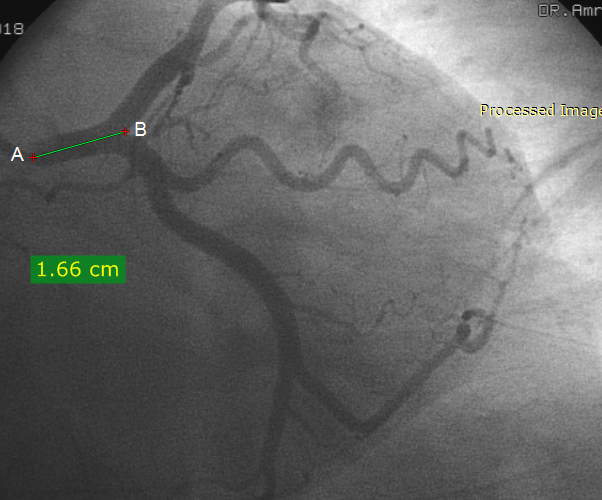 DR.Amr
018
Processed Image
B
A
1.66 cm